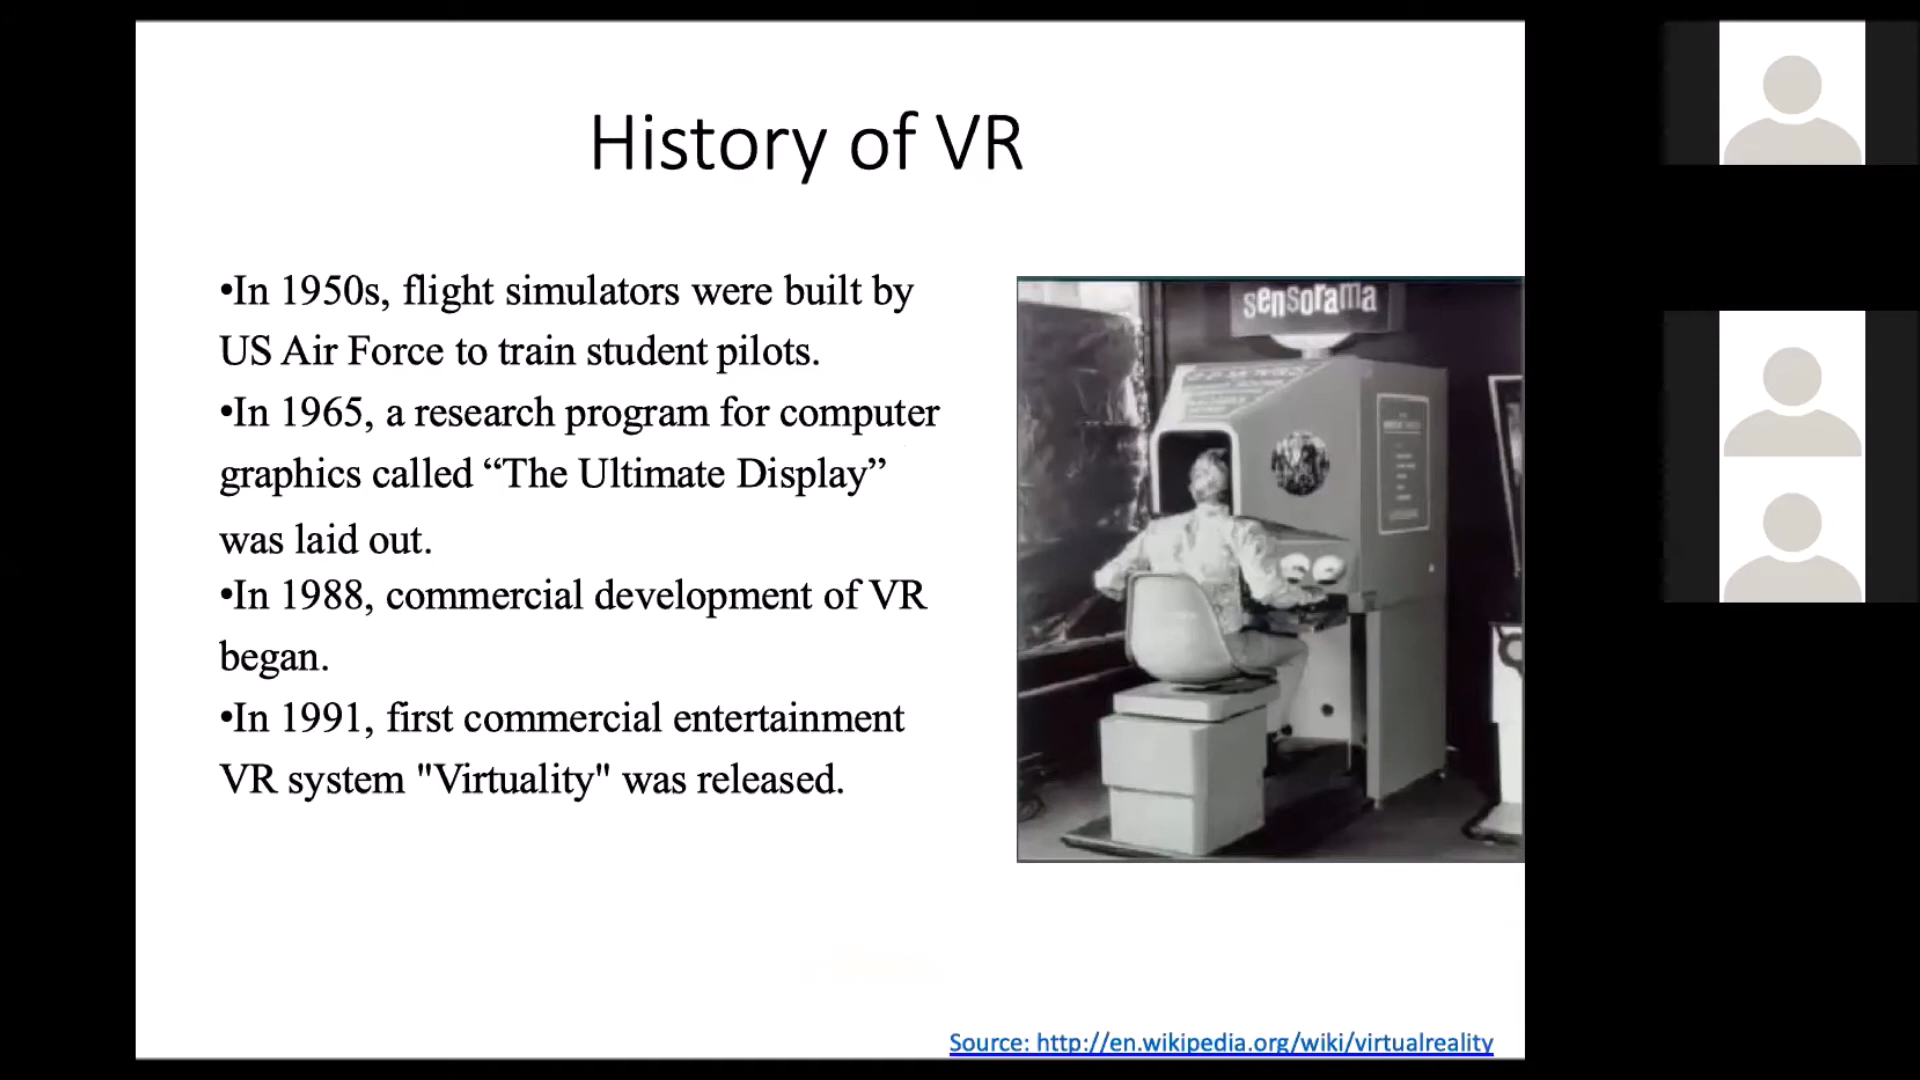 History of VR
•In 1950s, flight simulators were built by
US Air Force to train student pilots.
•In 1965, a research program for computer
graphics called “The Ultimate Display”
was laid out.
•In 1988, commercial development of VR
began.
•In 1991, first commercial entertainment
VR system "Virtuality" was released.
sensorama
Source: http://en.wikipedia.org/wiki/virtualreality